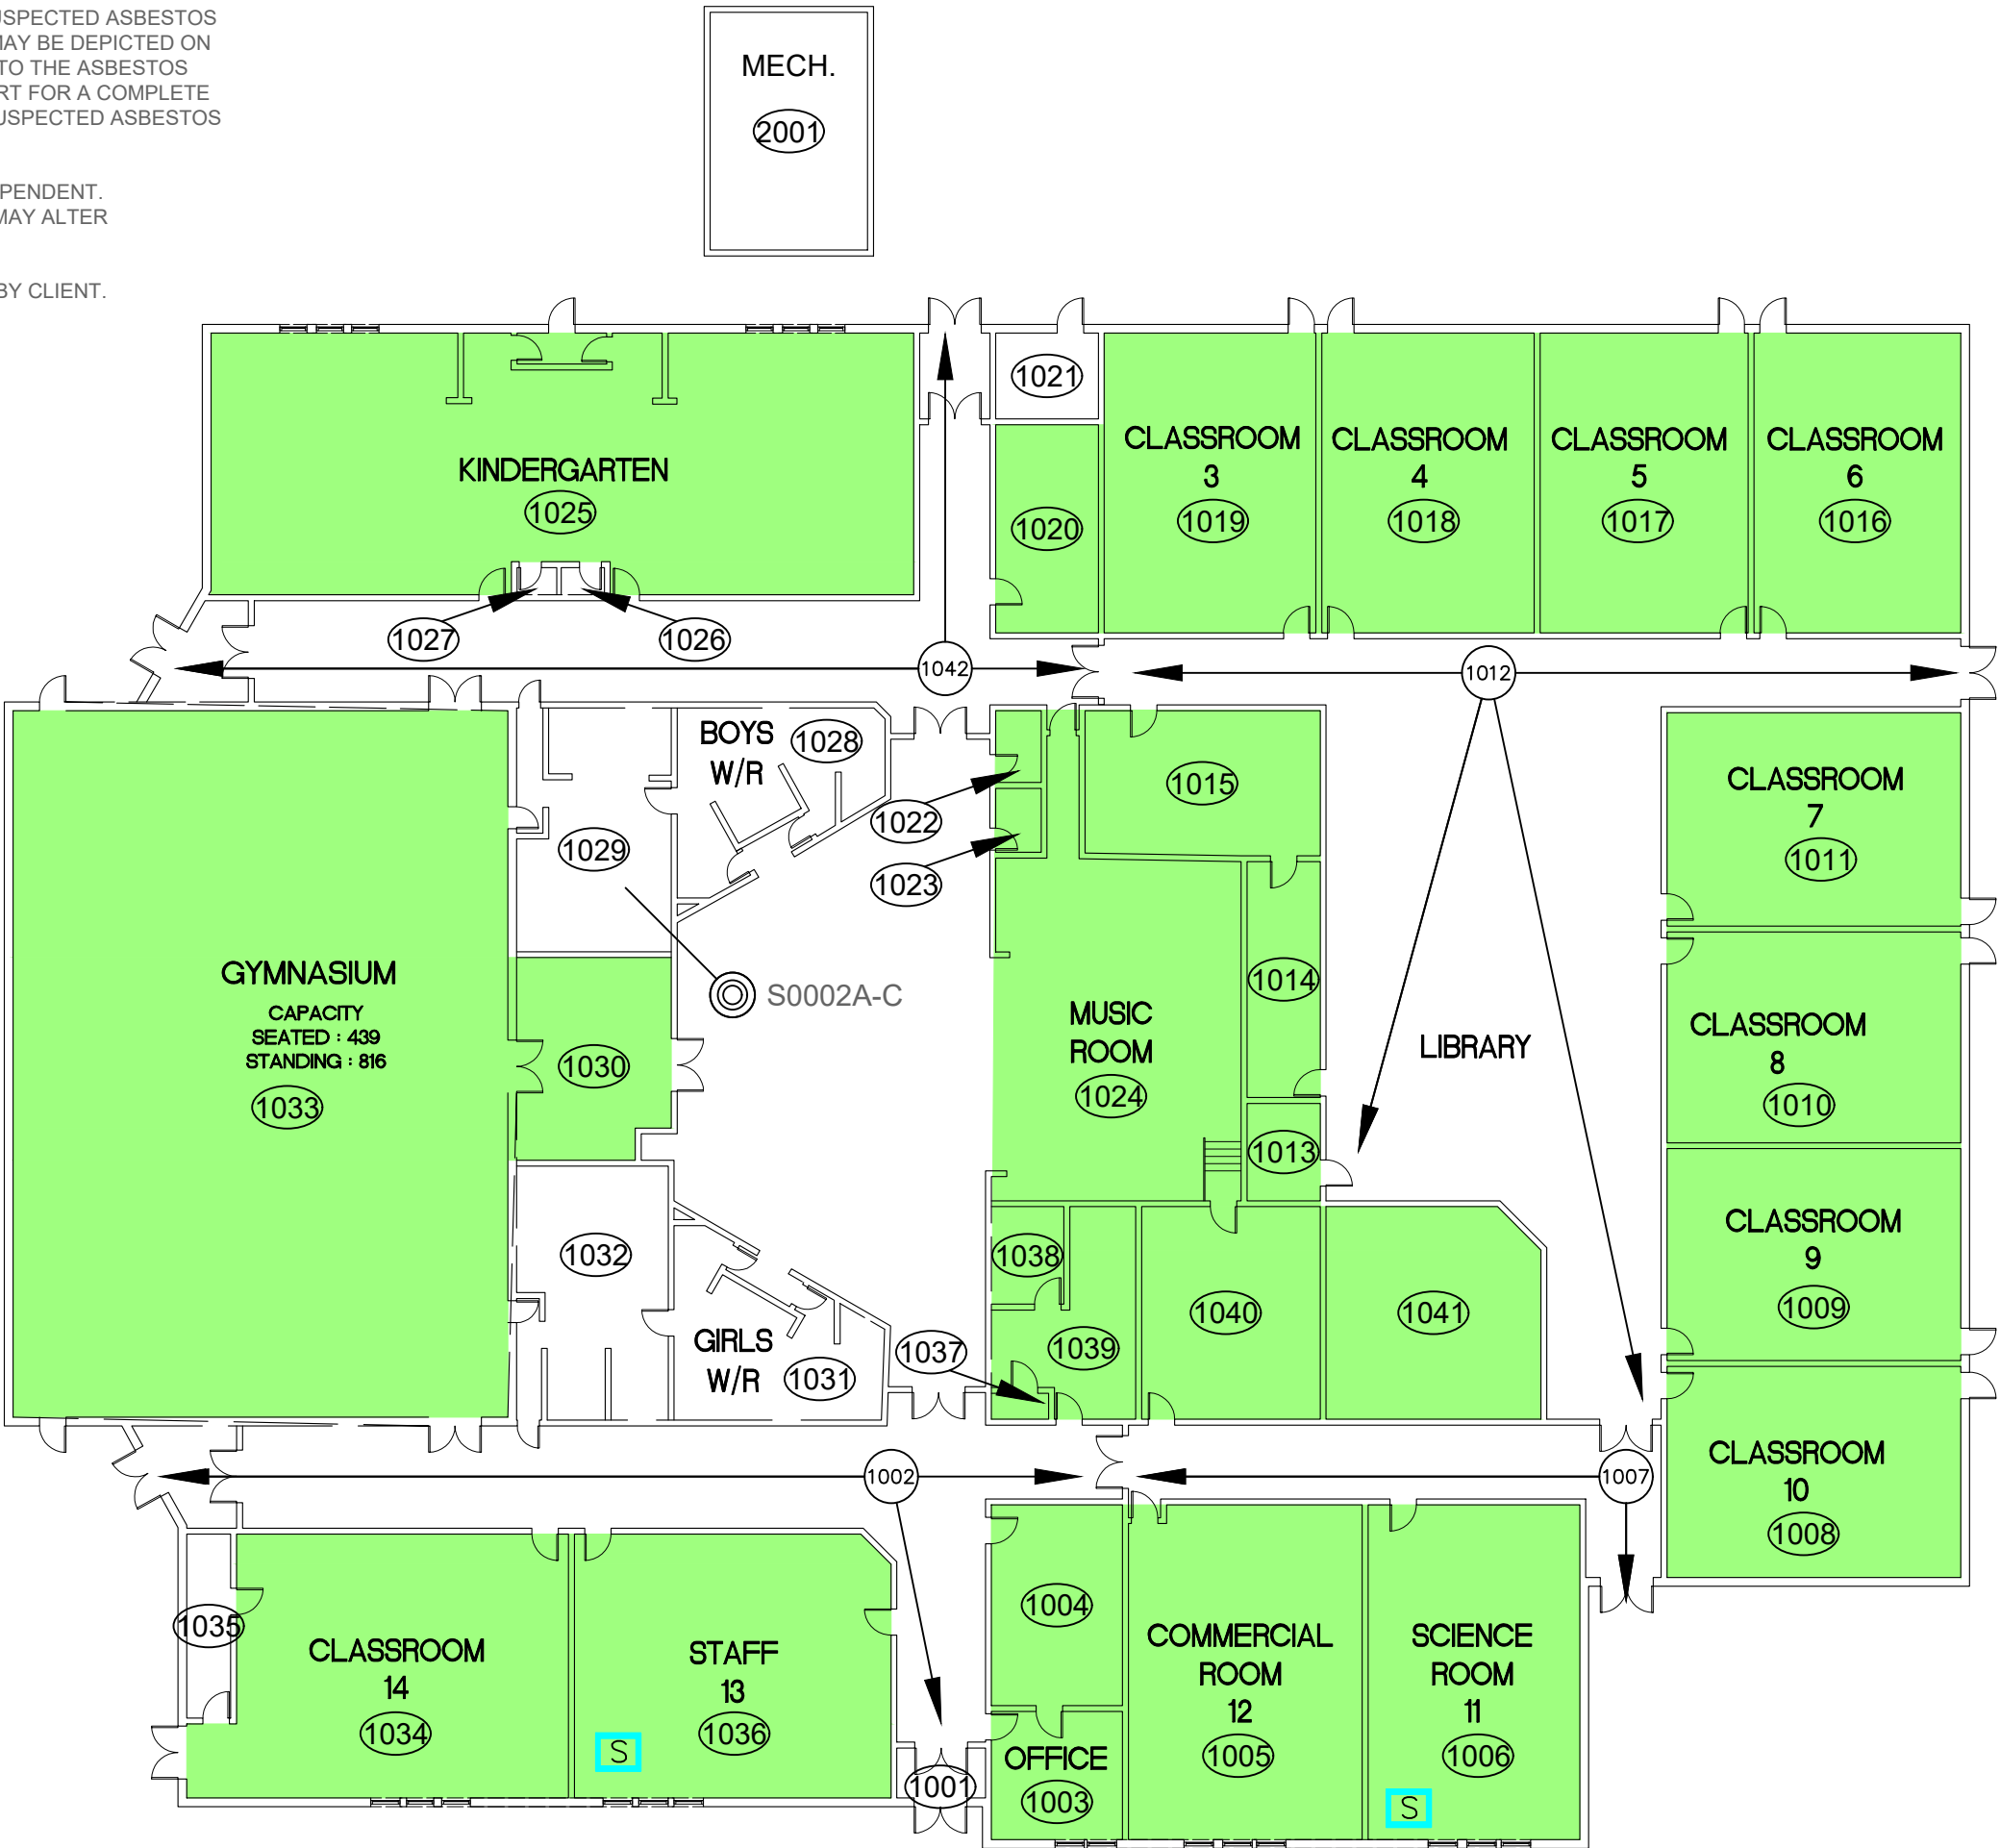 USPECTED ASBESTOS
MAY BE DEPICTED ON
TO THE ASBESTOS
RT FOR A COMPLETE
USPECTED ASBESTOS
PENDENT.
MAY ALTER
BY CLIENT.
MECH.
2001
KINDERGARTEN
1025
1027
1026
1042
1021
1020
CLASSROOM
3
1019
CLASSROOM
4
1018
CLASSROOM
5
1017
CLASSROOM
6
1016
1012
GYMNASIUM
CAPACITY
SEATED : 439
STANDING : 816
1033
BOYS
W/R
1028
1029
1022
1023
S0002A-C
1030
1032
GIRLS
W/R
1031
1037
1015
1014
MUSIC
ROOM
1024
1013
LIBRARY
1038
1039
1040
1041
CLASSROOM
7
1011
CLASSROOM
8
1010
CLASSROOM
9
1009
CLASSROOM
10
1008
1002
1007
1035
CLASSROOM
14
1034
STAFF
13
1036
S
1001
1004
OFFICE
1003
COMMERCIAL
ROOM
12
1005
SCIENCE
ROOM
11
1006
S